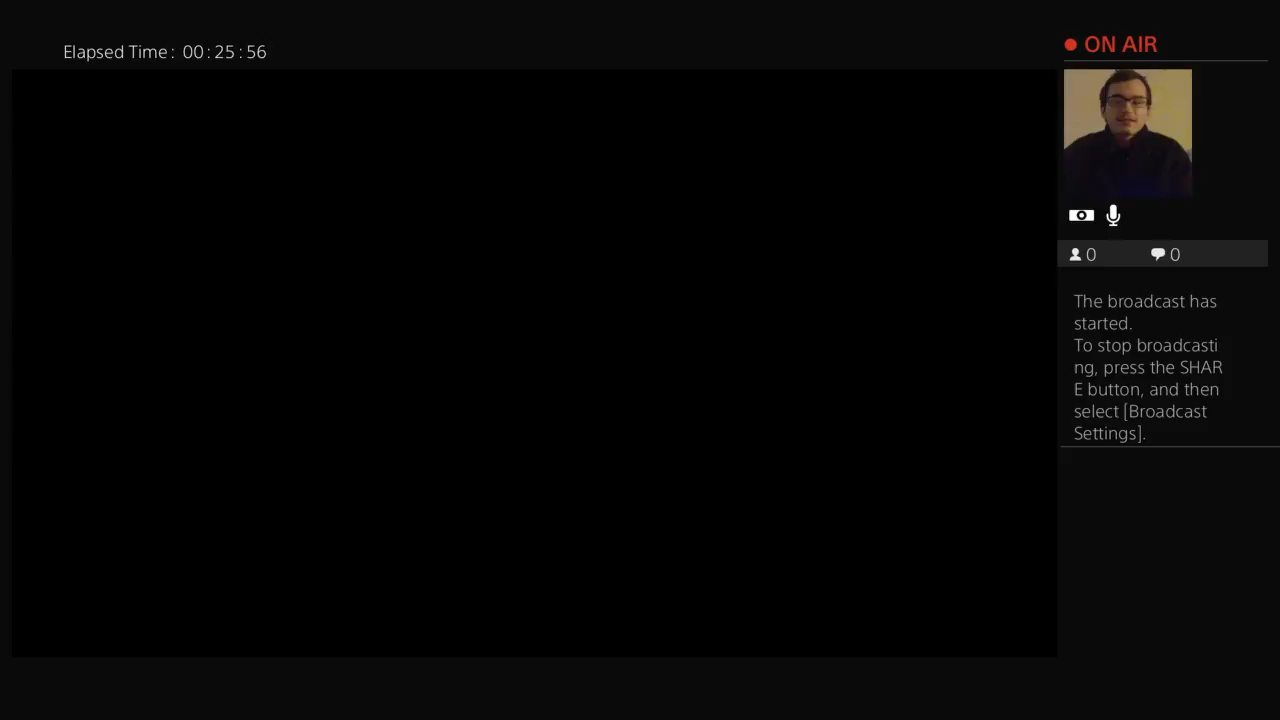 Elapsed Time: 00:25:56
ON AIR
0 0
The broadcast has
started.
To stop broadcasti
ng, press the SHAR
E button, and then
select [Broadcast
Settings].